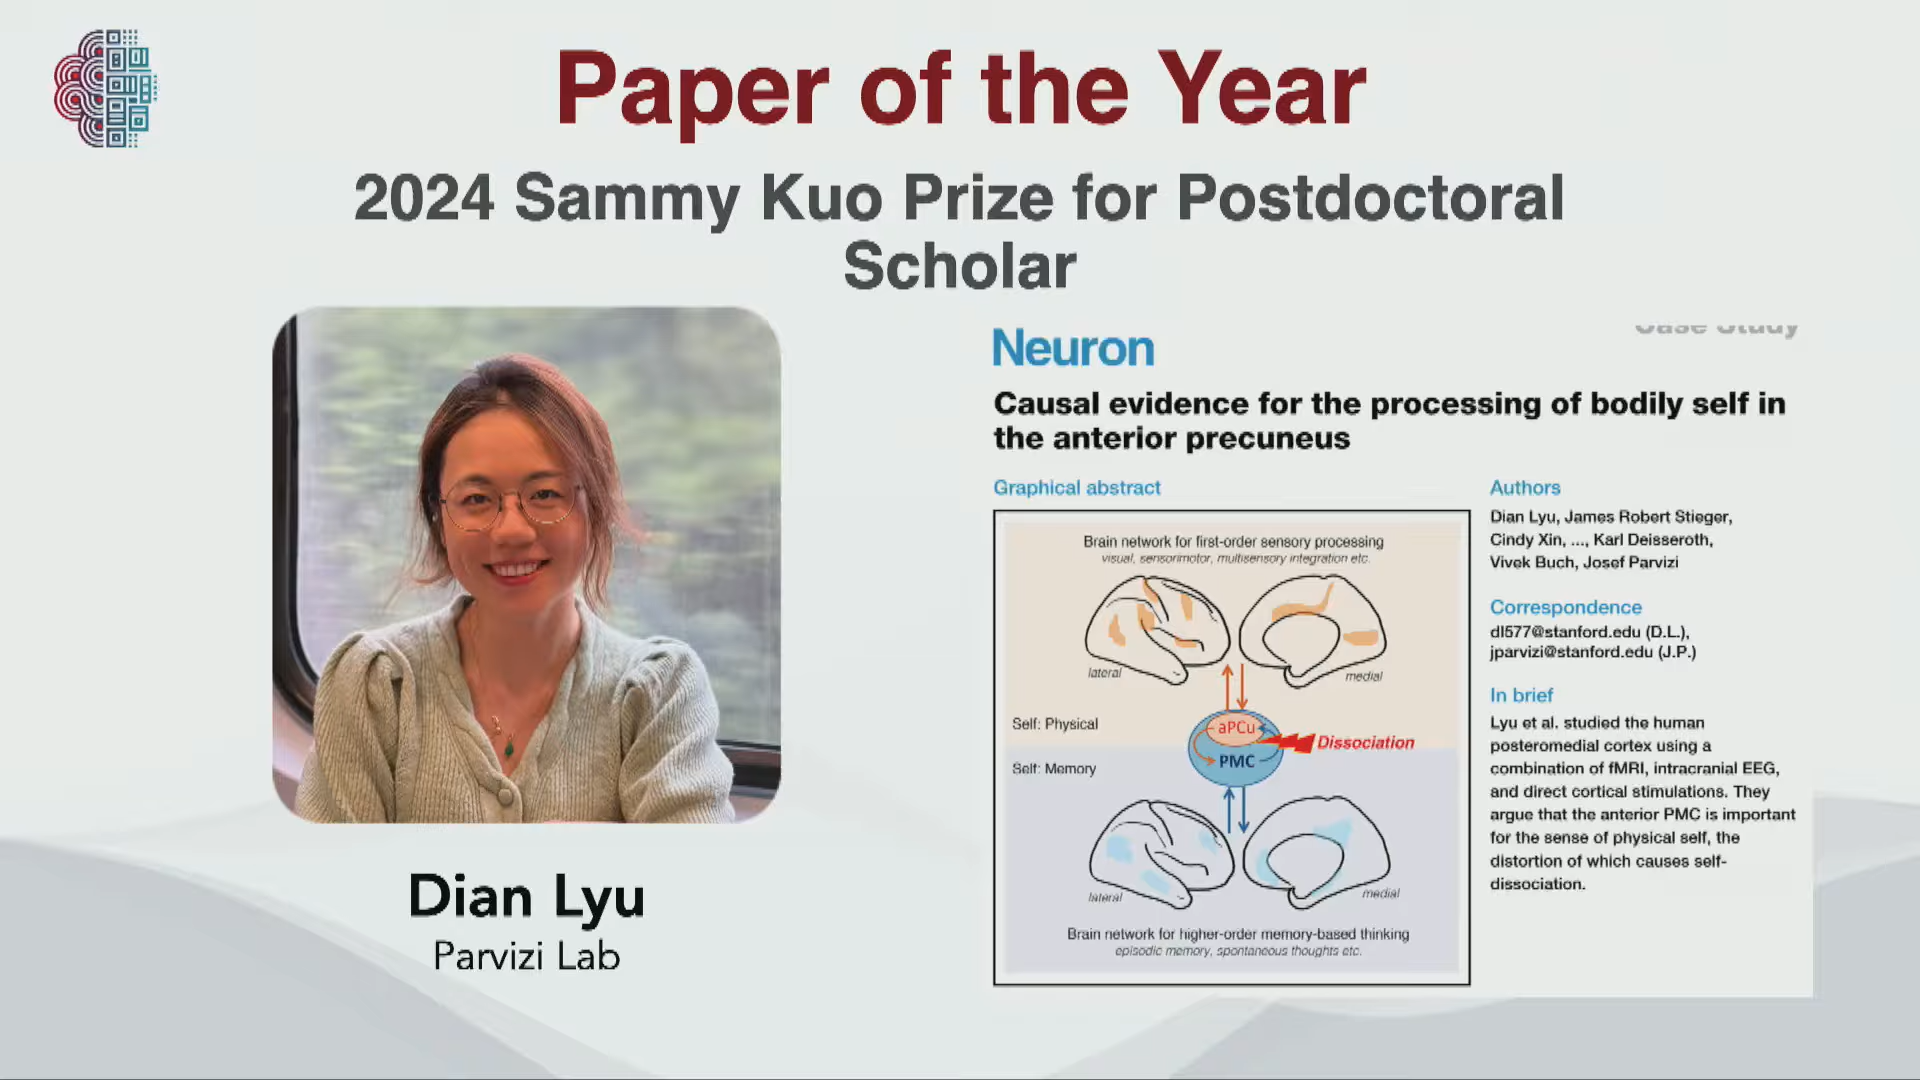 Paper of the Year
2024 Sammy Kuo Prize for Postdoctoral
Scholar
Dian Lyu
Parvizi Lab
Case Study
Neuron
Causal evidence for the processing of bodily self in
the anterior precuneus
Graphical abstract
Brain network for first-order sensory processing
visual, sensorimotor, multisensory integration etc.
lateral
medial
Self: Physical
aPCu
Dissociation
PMC
Self: Memory
lateral
medial
Brain network for higher-order memory-based thinking
episodic memory, spontaneous thoughts etc.
Authors
Dian Lyu, James Robert Stieger,
Cindy Xin, ..., Karl Deisseroth,
Vivek Buch, Josef Parvizi
Correspondence
dl577@stanford.edu (D.L.),
jparvizi@stanford.edu (J.P.)
In brief
Lyu et al. studied the human
posteromedial cortex using a
combination of fMRI, intracranial EEG,
and direct cortical stimulations. They
argue that the anterior PMC is important
for the sense of physical self, the
distortion of which causes self-
dissociation.